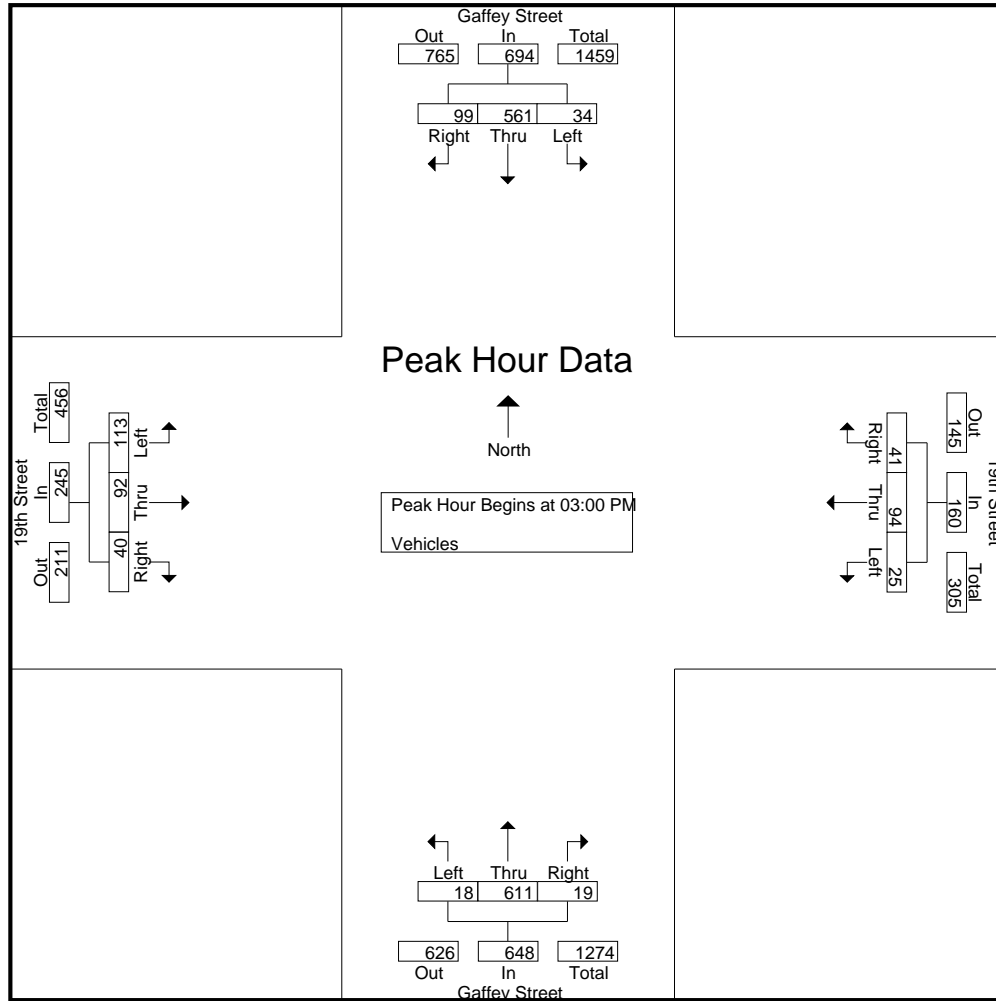 Gaffey Street
Out In Total
765 694 1459
99 561 34
Right Thru Left
Peak Hour Data
North
Peak Hour Begins at 03:00 PM
Vehicles
19th Street
Total In Out
456 245 211
113 92 40
Left Thru Right
Right Thru Left
41 94 25
145 160 305
Out In Total
19th Street
Left Thru Right
18 611 19
626 648 1274
Out In Total
Gaffey Street